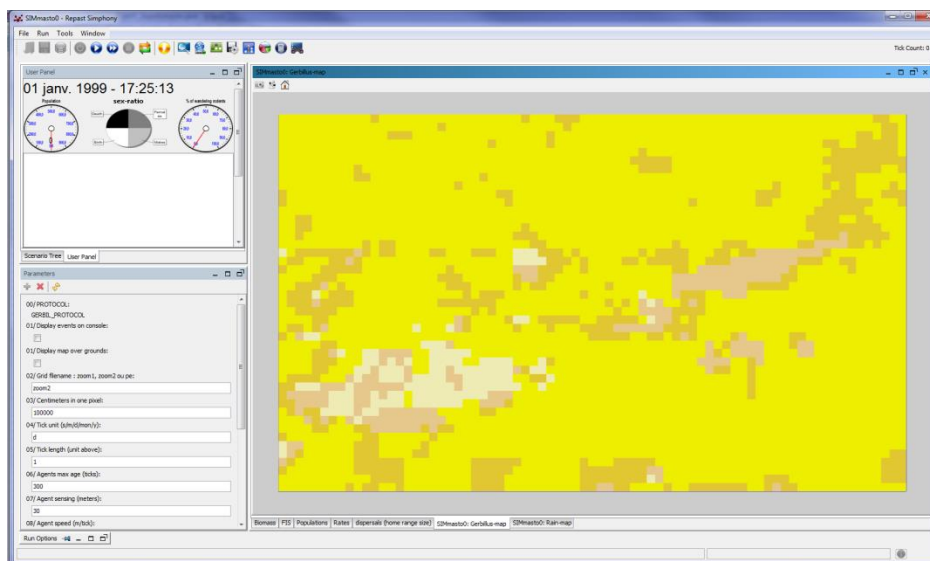 SIMmasto0 - Repast Simphony
File Run Tools Window
Tick Count: 0
User Panel
01 janv. 1999 - 17:25:13
Population
sex-ratio
% of wandering rodents
Scenario Tree User Panel
Parameters
00/ PROTOCOL:
GERBIL_PROTOCOL
01/ Display events on console:
01/ Display map over grounds:
02/ Grid filename : zoom1, zoom2 ou pe:
zoom2
03/ Centimeters in one pixel:
100000
04/ Tick unit (s/m/d/mon/y):
d
05/ Tick length (unit above):
1
06/ Agents max age (ticks):
300
07/ Agent sensing (meters):
30
08/ Agent speed (m/tick):
Run Options
SIMmasto0: Gerbillus-map
Biomass FIS Populations Rates dispersals (home range size) SIMmasto0: Gerbillus-map SIMmasto0: Rain-map